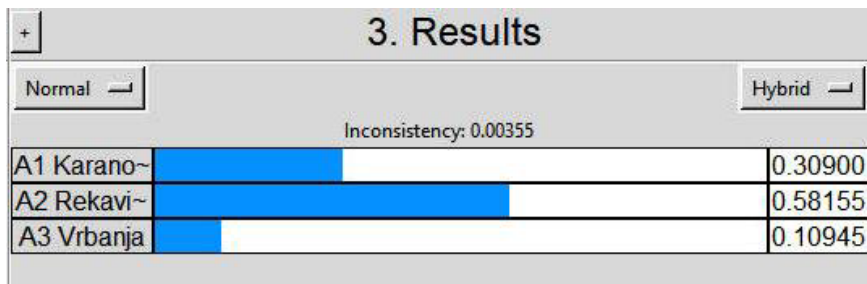 + 3. Results
Normal Hybrid
Inconsistency: 0.00355
A1 Karano~ 0.30900
A2 Rekavi~ 0.58155
A3 Vrbanja 0.10945